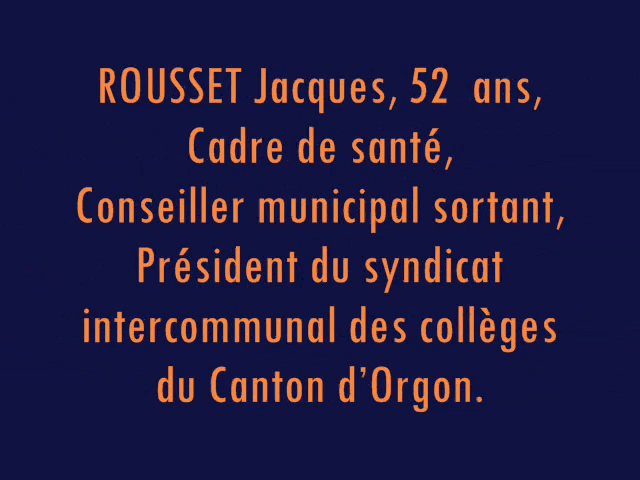 ROUSSET Jacques, 52 ans,
Cadre de santé,
Conseiller municipal sortant,
Président du syndicat
intercommunal des collèges
du Canton d’Orgon.